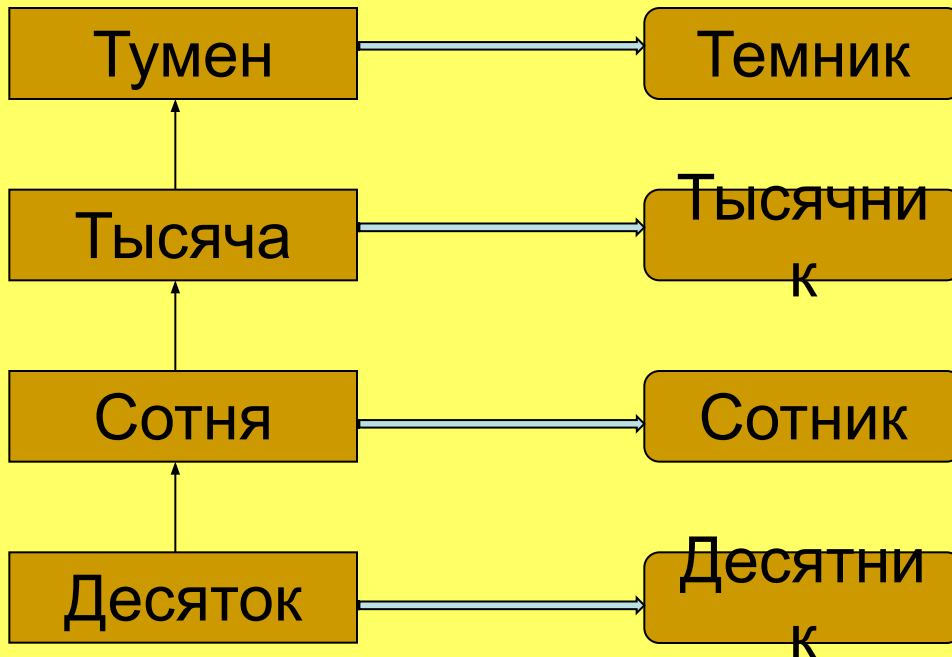 Тумен
Темник
Тысяча
Тысячни
к
Сотня
Сотник
Десяток
Десятни
к